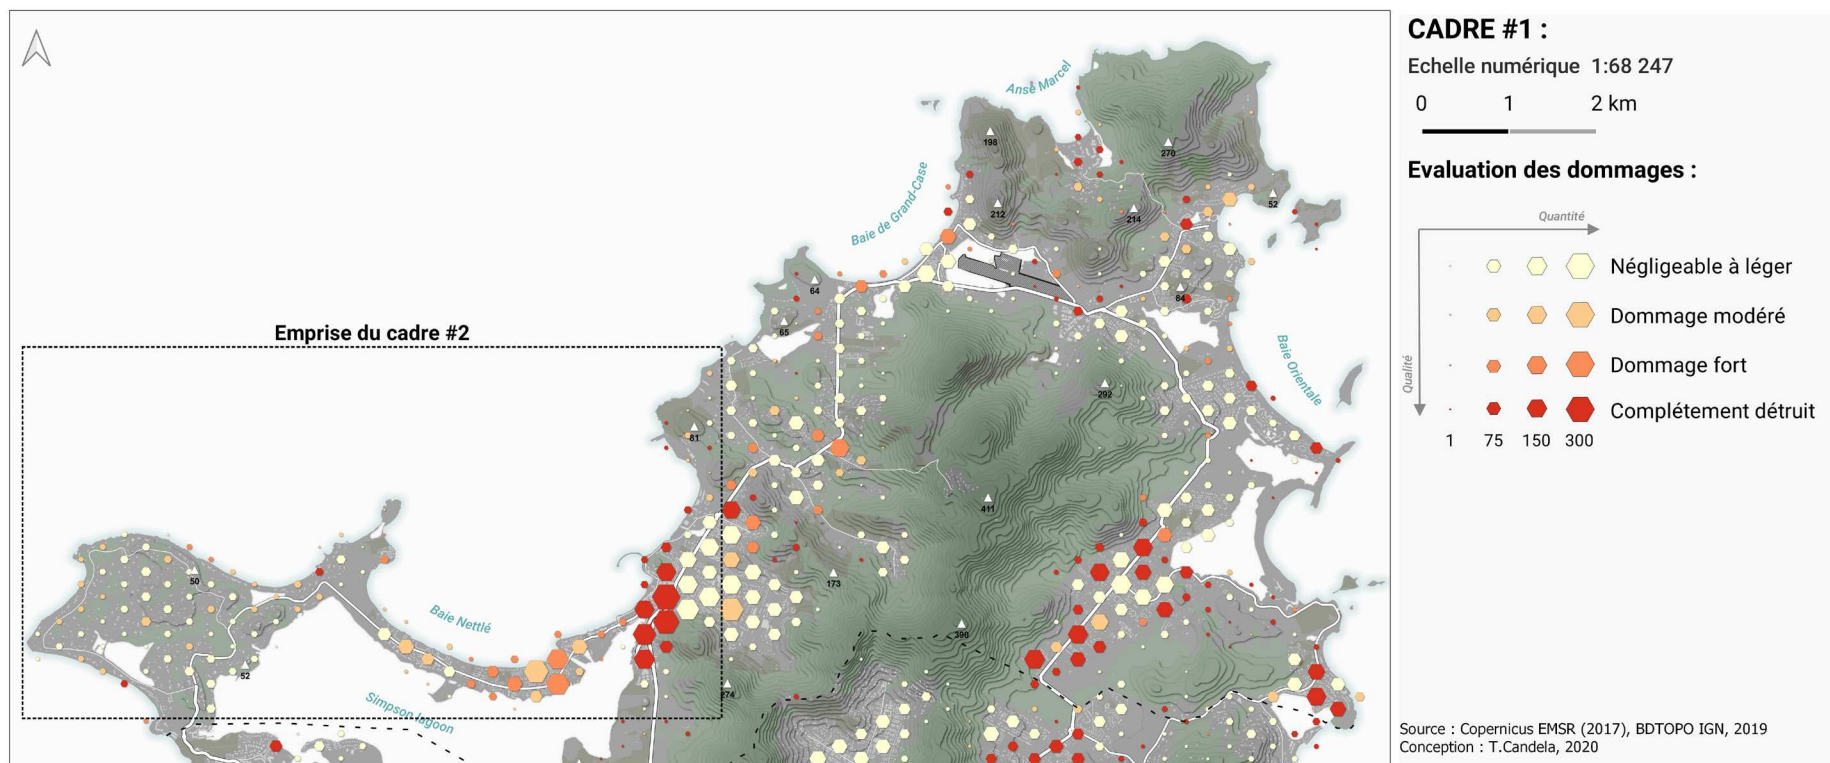 CADRE #1 :
Echelle numérique 1:68 247
0 1 2 km
Evaluation des dommages :
Quantité
Qualité
Négligeable à léger
Dommage modéré
Dommage fort
Complétement détruit
1 75 150 300
Source : Copernicus EMSR (2017), BDTOPO IGN, 2019
Conception : T.Candela, 2020
Anse Marcel
198
270
Baie de Grand-Case
212
214
52
64
84
65
Emprise du cadre #2
Baie Orientale
292
81
411
50
173
Baie Nettlé
390
52
274
Simpson lagoon